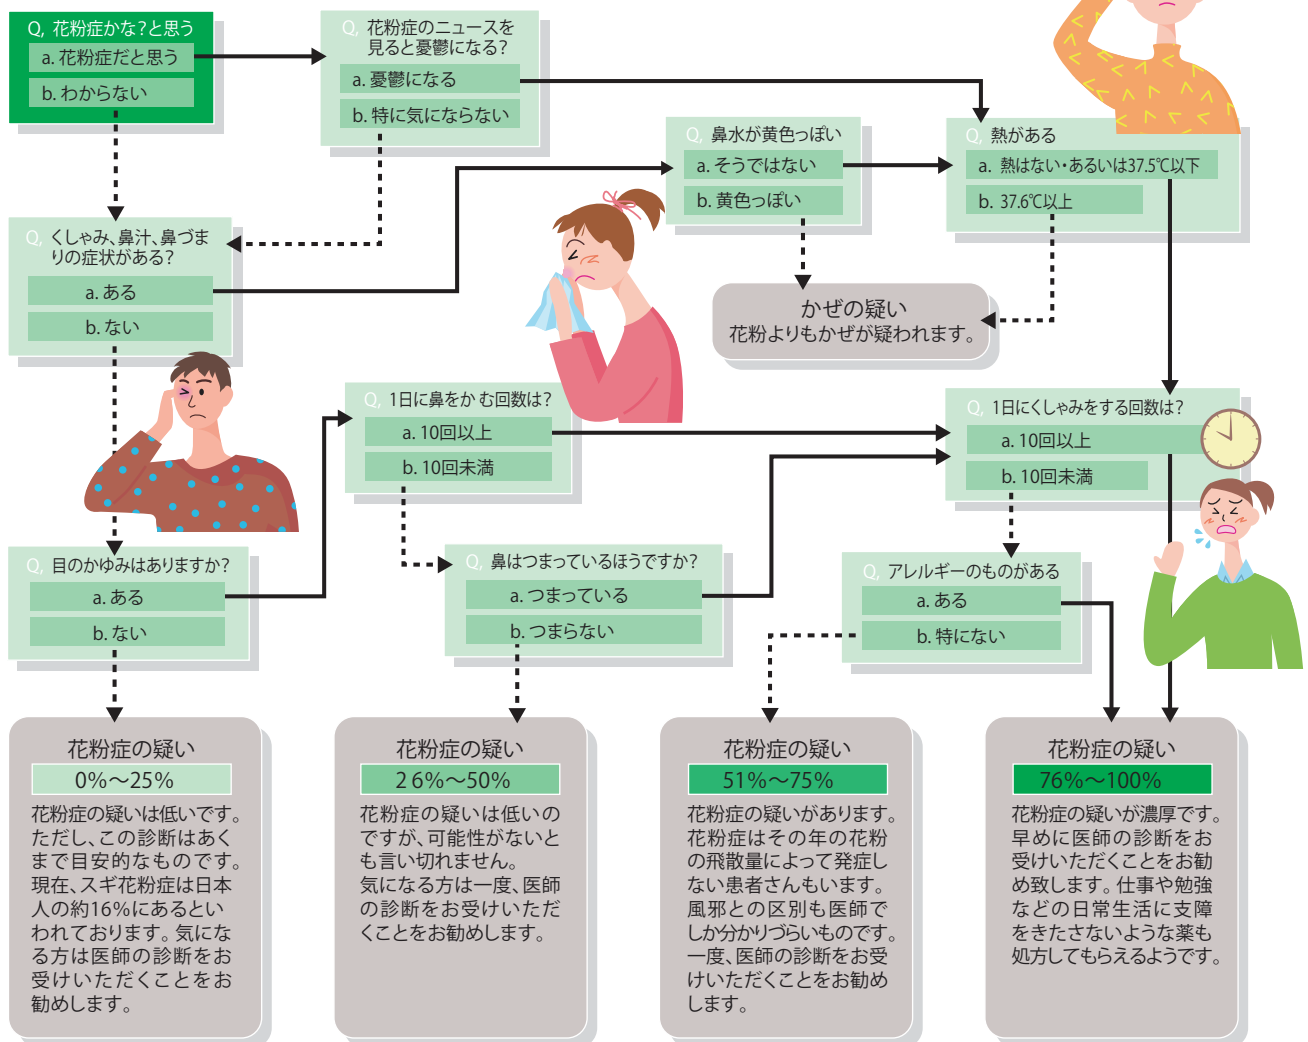 Q, 花粉症かな?と思う
a. 花粉症だと思う
b. わからない
Q, 花粉症のニュースを
見ると憂鬱になる?
a. 憂鬱になる
b. 特に気にならない
Q, 鼻水が黄色っぽい
a. そうではない
b. 黄色っぽい
Q, 熱がある
a. 熱はない・あるいは37.5℃以下
b. 37.6℃以上
Q, くしゃみ、鼻汁、鼻づま
りの症状がある?
a. ある
b. ない
かぜの疑い
花粉よりもかぜが疑われます。
Q, 1日に鼻をか む回数は?
a. 10回以上
b. 10回未満
Q, 1日にくしゃみをする回数は?
a. 10回以上
b. 10回未満
Q, 目のかゆみはありますか?
a. ある
b. ない
Q, 鼻はつまっているほうですか?
a. つまっている
b. つまらない
Q, アレルギーのものがある
a. ある
b. 特にない
花粉症の疑い
0%〜25%
花粉症の疑いは低いです。
ただし、この診断はあく
まで目安的なものです。
現在、スギ花粉症は日本
人の約16%にあるとい
われております。気にな
る方は医師の診断をお
受けいただくことをお
勧めします。
花粉症の疑い
2 6%〜50%
花粉症の疑いは低いの
ですが、可能性がないと
も言い切れません。
気になる方は一度、医師
の診断をお受けいただ
くことをお勧めします。
花粉症の疑い
51%〜75%
花粉症の疑いがあります。
花粉症はその年の花粉
の飛散量によって発症し
ない患者さんもいます。
風邪との区別も医師で
しか分かりづらいものです。
一度、医師の診断をお受
けいただくことをお勧め
します。
花粉症の疑い
76%〜100%
花粉症の疑いが濃厚です。
早めに医師の診断をお
受けいただくことをお勧
め致します。仕事や勉強
などの日常生活に支障
をきたさないような薬も
処方してもらえるようです。